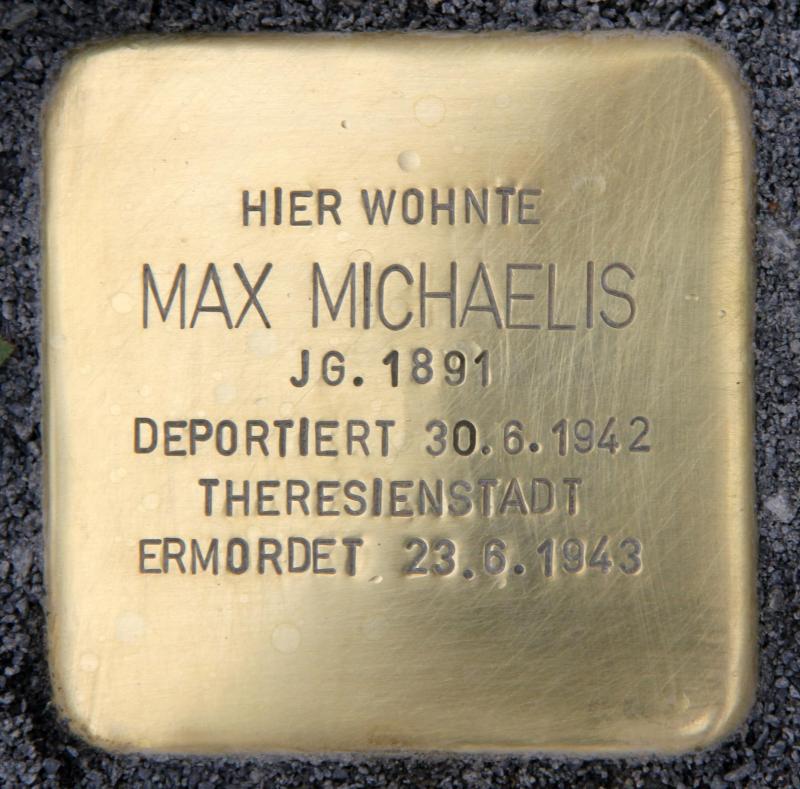 HIER WOHNTE
MAX MICHAELIS
JG. 1891
DEPORTIERT 30.6.1942
THERESIENSTADT
ERMORDET 23.6.1943